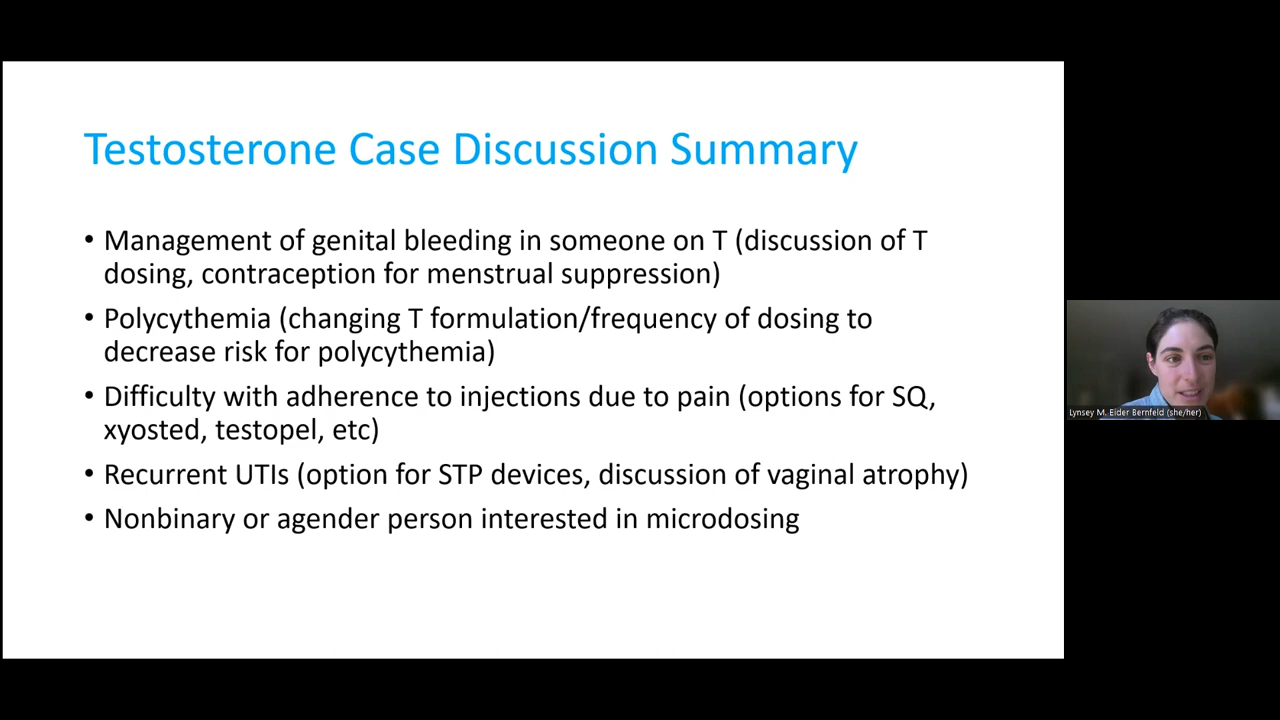 Testosterone Case Discussion Summary
• Management of genital bleeding in someone on T (discussion of T
dosing, contraception for menstrual suppression)
• Polycythemia (changing T formulation/frequency of dosing to
decrease risk for polycythemia)
• Difficulty with adherence to injections due to pain (options for SQ,
xyosted, testopel, etc)
• Recurrent UTIs (option for STP devices, discussion of vaginal atrophy)
• Nonbinary or agender person interested in microdosing
Lynsey M. Eider Bernfeld (she/her)